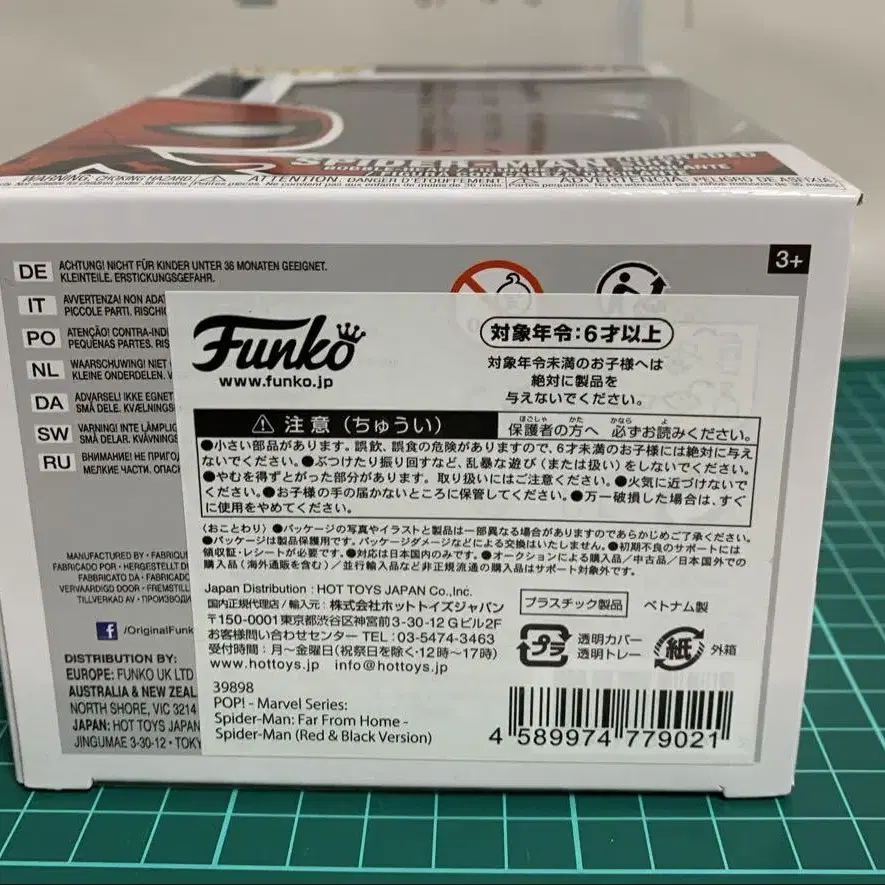 SPIDER-MAN
WARNING: CHOKING HAZARD
ATTENTION: DANGER D'ÉTOUFFEMENT
ADVERTENCIA: PELIGRO DE ASFIXIA
3+
DE ACHTUNG! NICHT FÜR KINDER UNTER 36 MONATEN GEEIGNET.
KLEINTEILE. ERSTICKUNGSGEFAHR.
IT AVVERTENZA! NON ADA
PICCOLE PARTI. RISCHI
PO ATENÇÃO! CONTRA-INDI
PEQUENAS PARTES. RIS
NL WAARSCHUWING! NIET
KLEINE ONDERDELEN. V
DA ADVARSEL! IKKE EGNET
SMÅ DELE. KVÆLNINGS
SW VARNING! INTE LÄMPLIG
SMÅ DELAR. KVÄVNINGS
RU ВНИМАНИЕ! НЕ ПРИГО
МЕЛКИЕ ЧАСТИ. ОПАС
MANUFACTURED BY · FABRIQU
FABRICADO POR · HERGESTELLT D
FABBRICATO DA · FABRICADO
VERVAARDIGD DOOR · FREMSTILL
TILLVERKAD AV · ПРОИЗВОДИ
/OriginalFunk
DISTRIBUTION BY:
EUROPE: FUNKO UK LTD
AUSTRALIA & NEW ZEAL
NORTH SHORE, VIC 3214
JAPAN: HOT TOYS JAPAN
JINGUMAE 3-30-12 · TOKY
Funko
www.funko.jp
対象年令:6才以上
対象年令未満のお子様へは
絶対に製品を
与えないでください。
注意(ちゅうい)
保護者の方へ 必ずお読みください。
●小さい部品があります。誤飲、誤食の危険がありますので、6才未満のお子様には絶対に与え
ないでください。●ぶつけたり振り回すなど、乱暴な遊び(または扱い)をしないでください。
●やむを得ずとがった部分があります。取り扱いにはご注意ください。●火気に近づけないで
ください。●お子様の手の届かないところに保管してください。●万一破損した場合は、すぐ
に使用をやめてください。
〈おことわり〉●パッケージの写真やイラストと製品は一部異なる場合がありますのであらかじめご了承ください。
●パッケージは製品保護用です。パッケージダメージなどによる交換はいたしません。●初期不良のサポートには
領収証・レシートが必要です。●対応は日本国内のみです。●オークションによる購入品/中古品/日本国外での
購入品(海外通販を含む)/並行輸入品など非正規流通の購入品はサポート対象外です。
Japan Distribution : HOT TOYS JAPAN Co.,Inc.
国内正規代理店/輸入元:株式会社ホットトイズジャパン
〒150-0001東京都渋谷区神宮前3-30-12 Gビル2F
お客様問い合わせセンター TEL:03-5474-3463
受付時間:月~金曜日(祝祭日を除く・12時~17時)
www.hottoys.jp info@hottoys.jp
プラスチック製品 ベトナム製
プラ 透明カバー
透明トレー
紙 外箱
39898
POP! - Marvel Series:
Spider-Man: Far From Home -
Spider-Man (Red & Black Version)
4 589974 779021